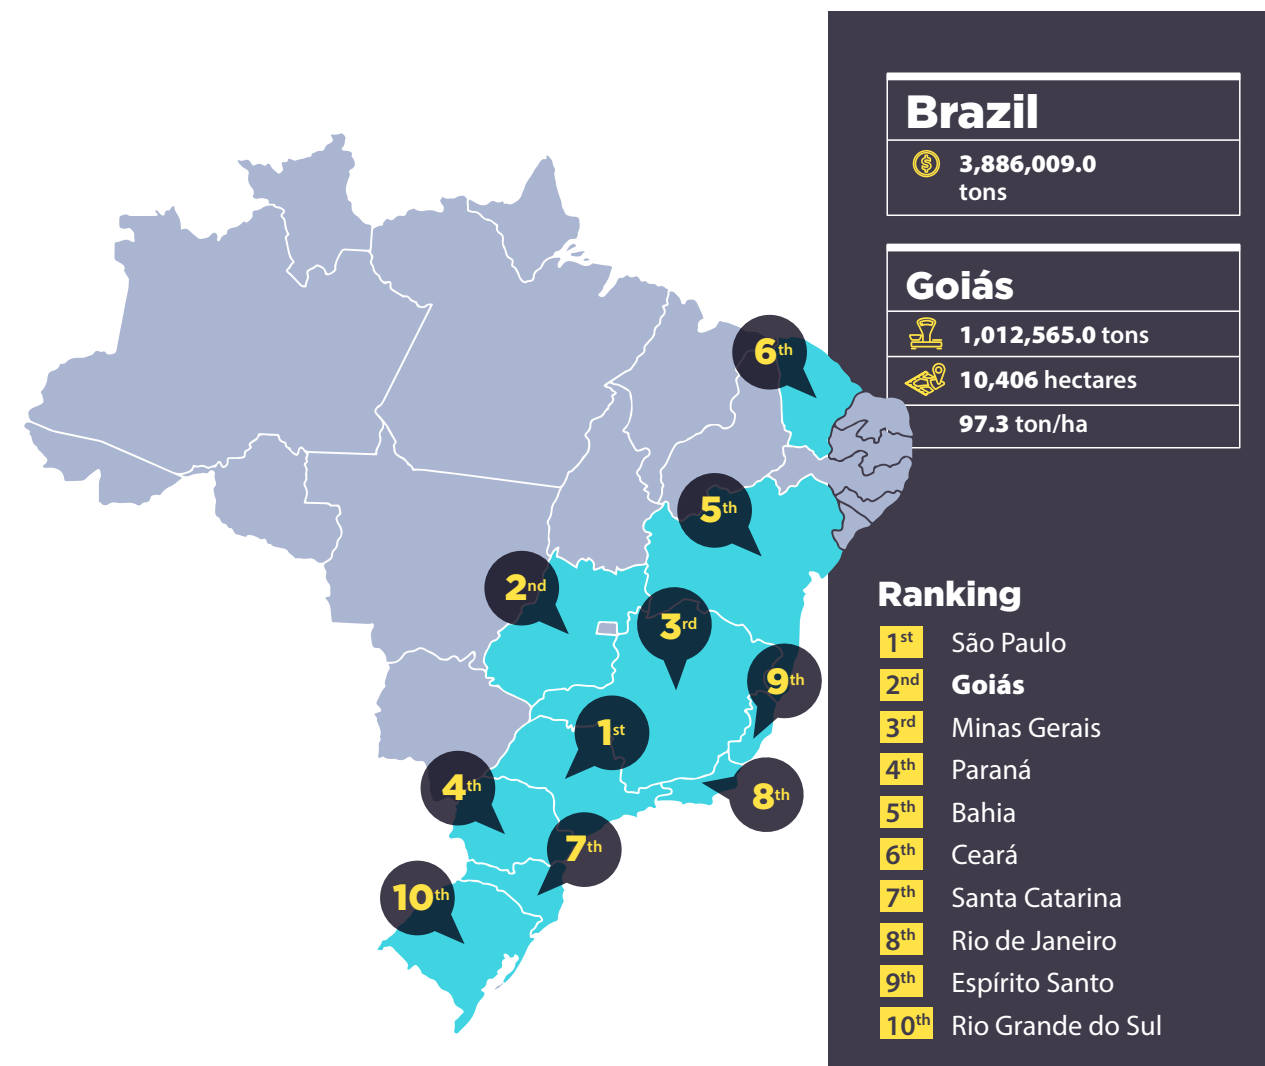 Brazil
3,886,009.0
tons
Goiás
1,012,565.0 tons
10,406 hectares
97.3 ton/ha
6th
5th
2nd
3rd
9th
1st
4th
8th
7th
10th
Ranking
1st São Paulo
2nd Goiás
3rd Minas Gerais
4th Paraná
5th Bahia
6th Ceará
7th Santa Catarina
8th Rio de Janeiro
9th Espírito Santo
10th Rio Grande do Sul